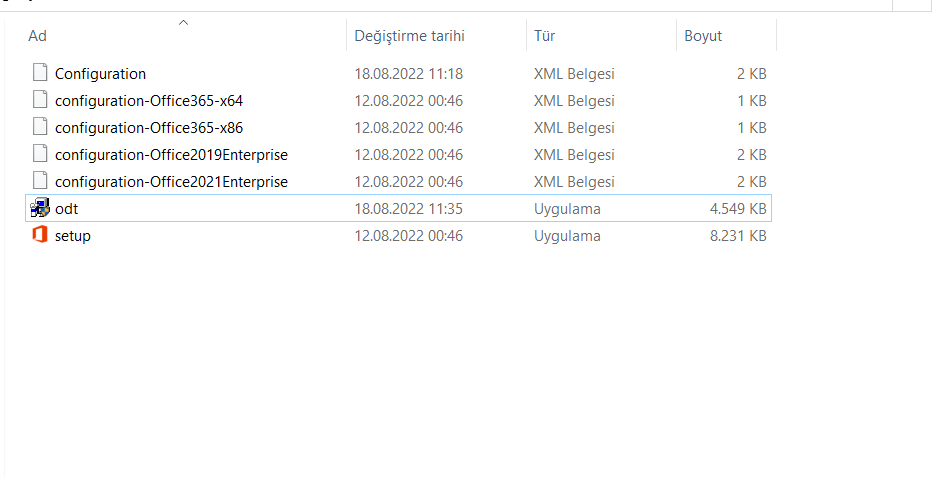 Ad Değiştirme tarihi Tür Boyut
Configuration 18.08.2022 11:18 XML Belgesi 2 KB
configuration-Office365-x64 12.08.2022 00:46 XML Belgesi 1 KB
configuration-Office365-x86 12.08.2022 00:46 XML Belgesi 1 KB
configuration-Office2019Enterprise 12.08.2022 00:46 XML Belgesi 2 KB
configuration-Office2021Enterprise 12.08.2022 00:46 XML Belgesi 2 KB
odt 18.08.2022 11:35 Uygulama 4.549 KB
setup 12.08.2022 00:46 Uygulama 8.231 KB